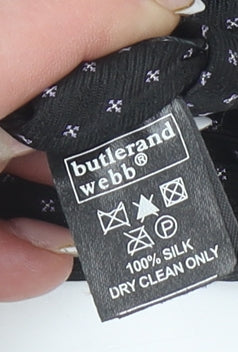 butlerand
webb®
P
100% SILK
DRY CLEAN ONLY